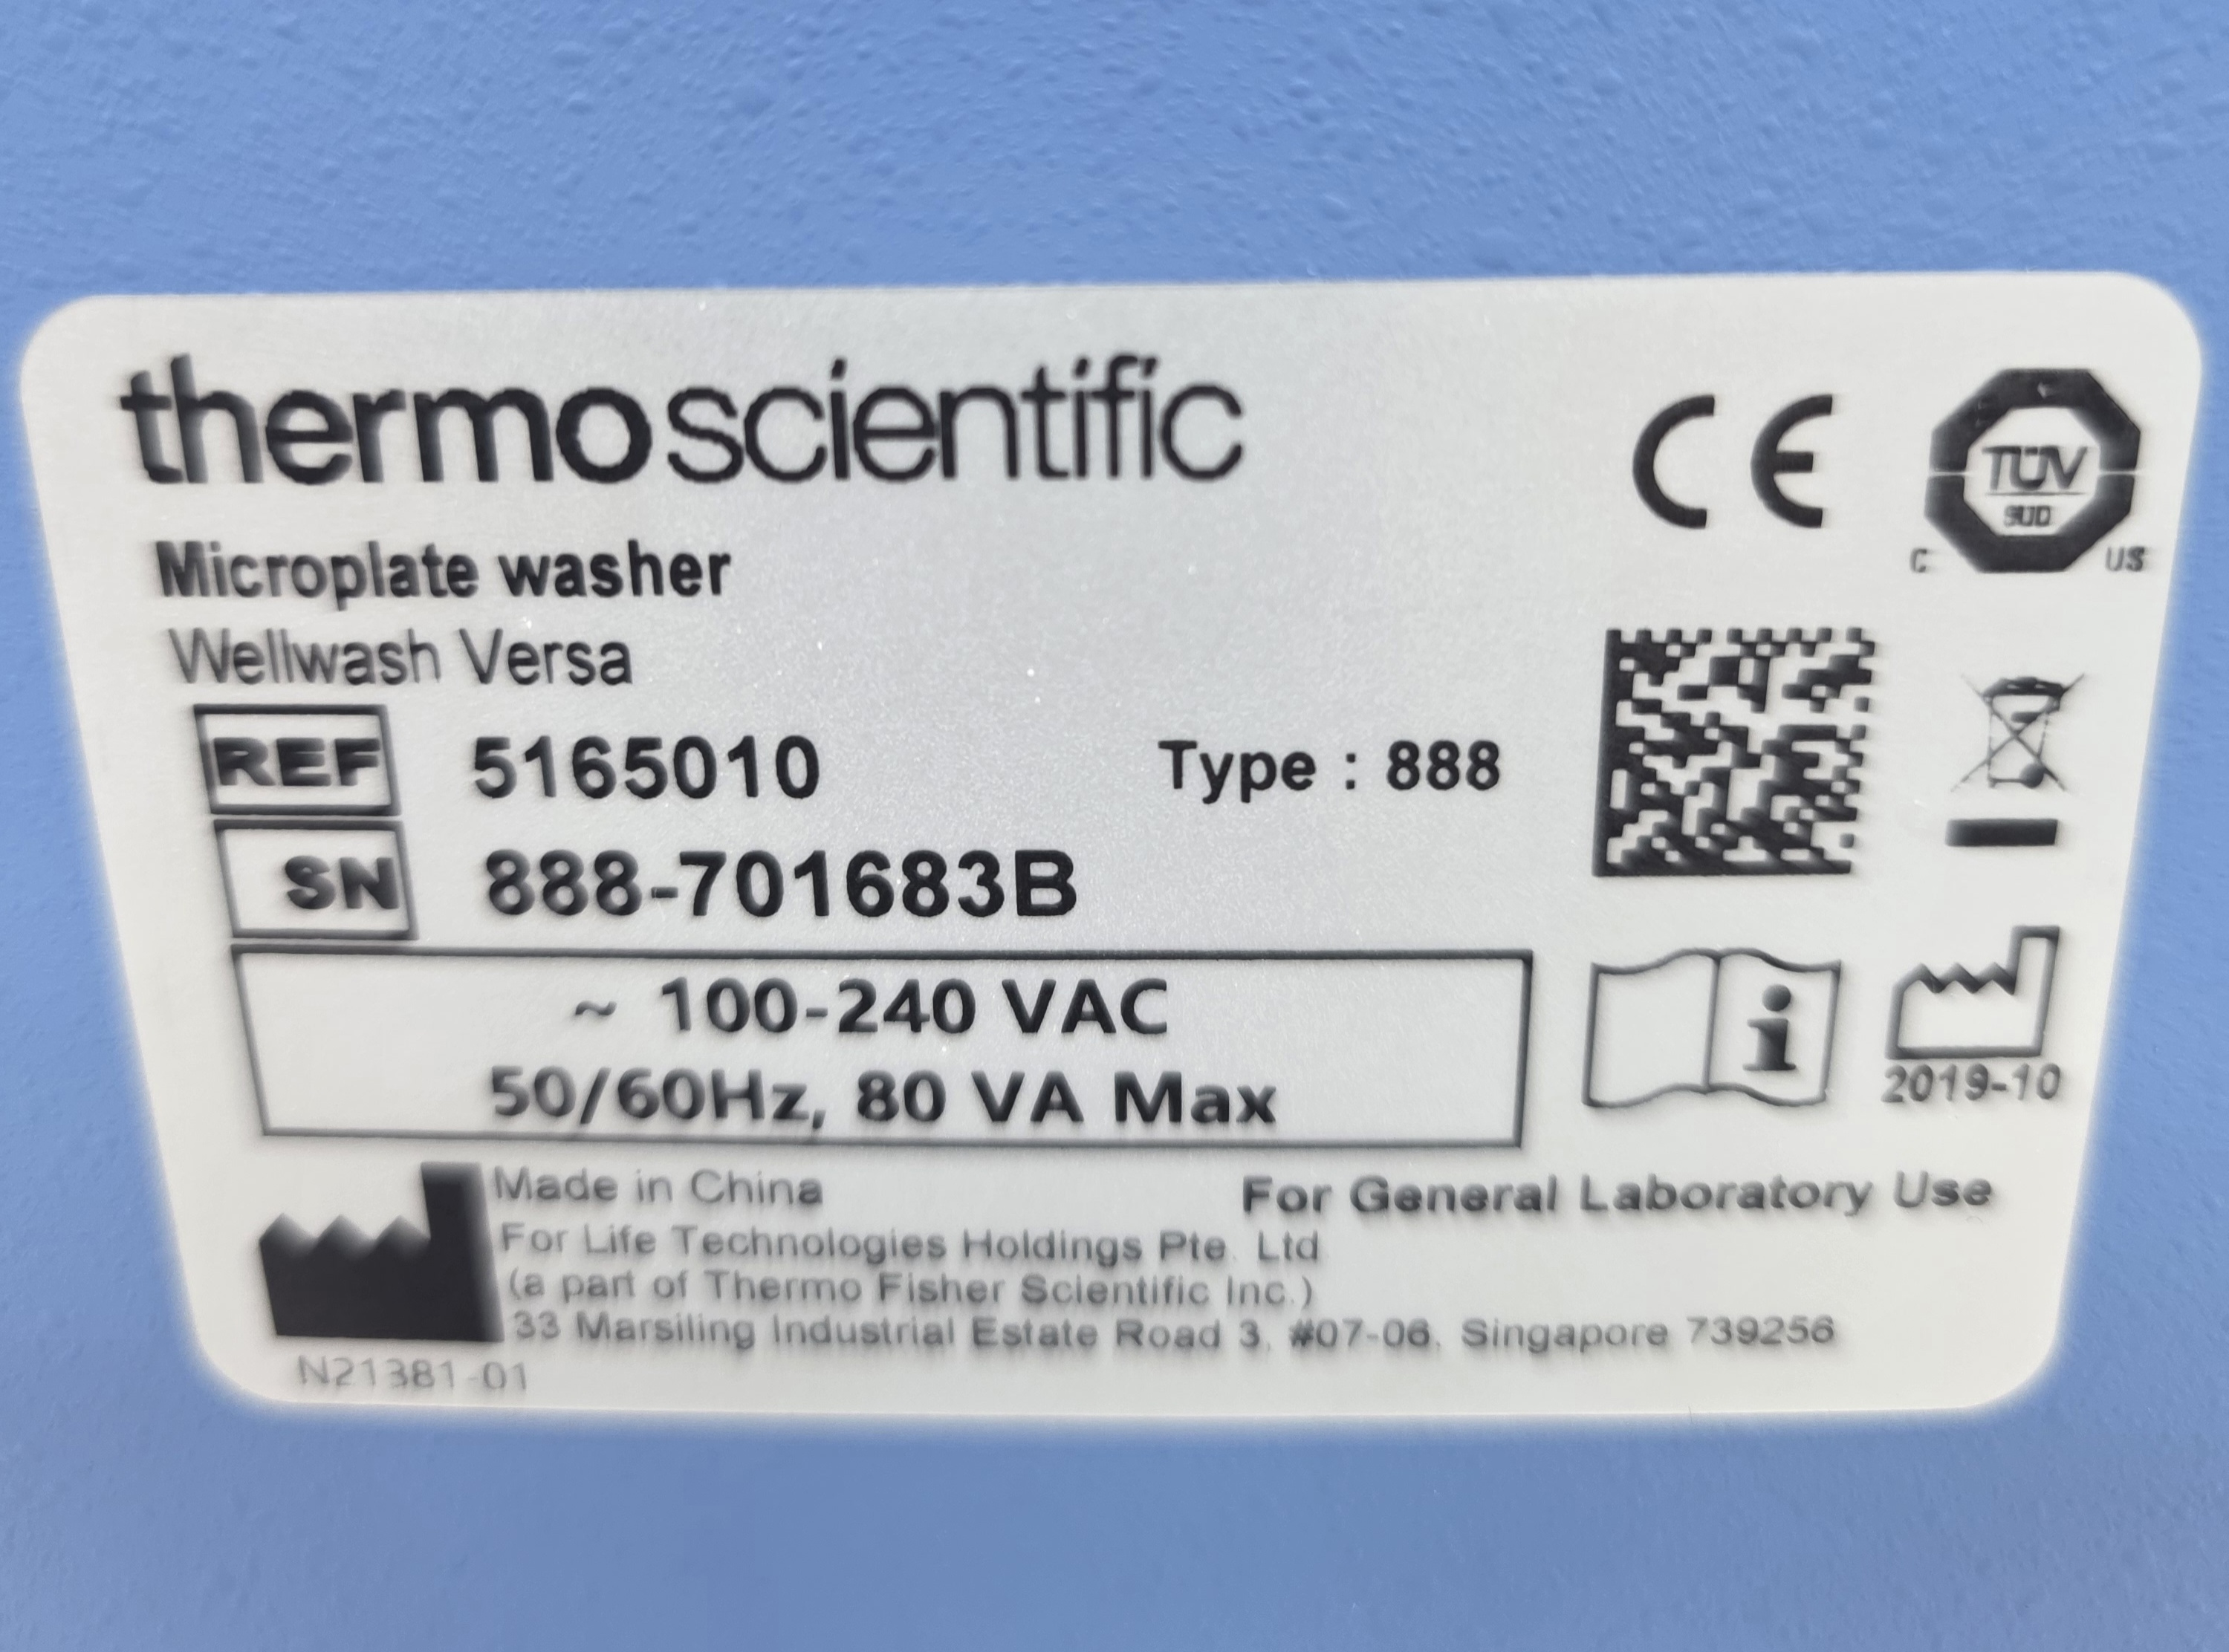 thermo scientific
CE
TÜV
SÜD
C US
Microplate washer
Wellwash Versa
REF 5165010 Type : 888
SN 888-701683B
~ 100-240 VAC
50/60Hz, 80 VA Max
i
2019-10
Made in China
For General Laboratory Use
For Life Technologies Holdings Pte. Ltd
(a part of Thermo Fisher Scientific Inc.)
33 Marsiling Industrial Estate Road 3, #07-06, Singapore 739256
N21381-01